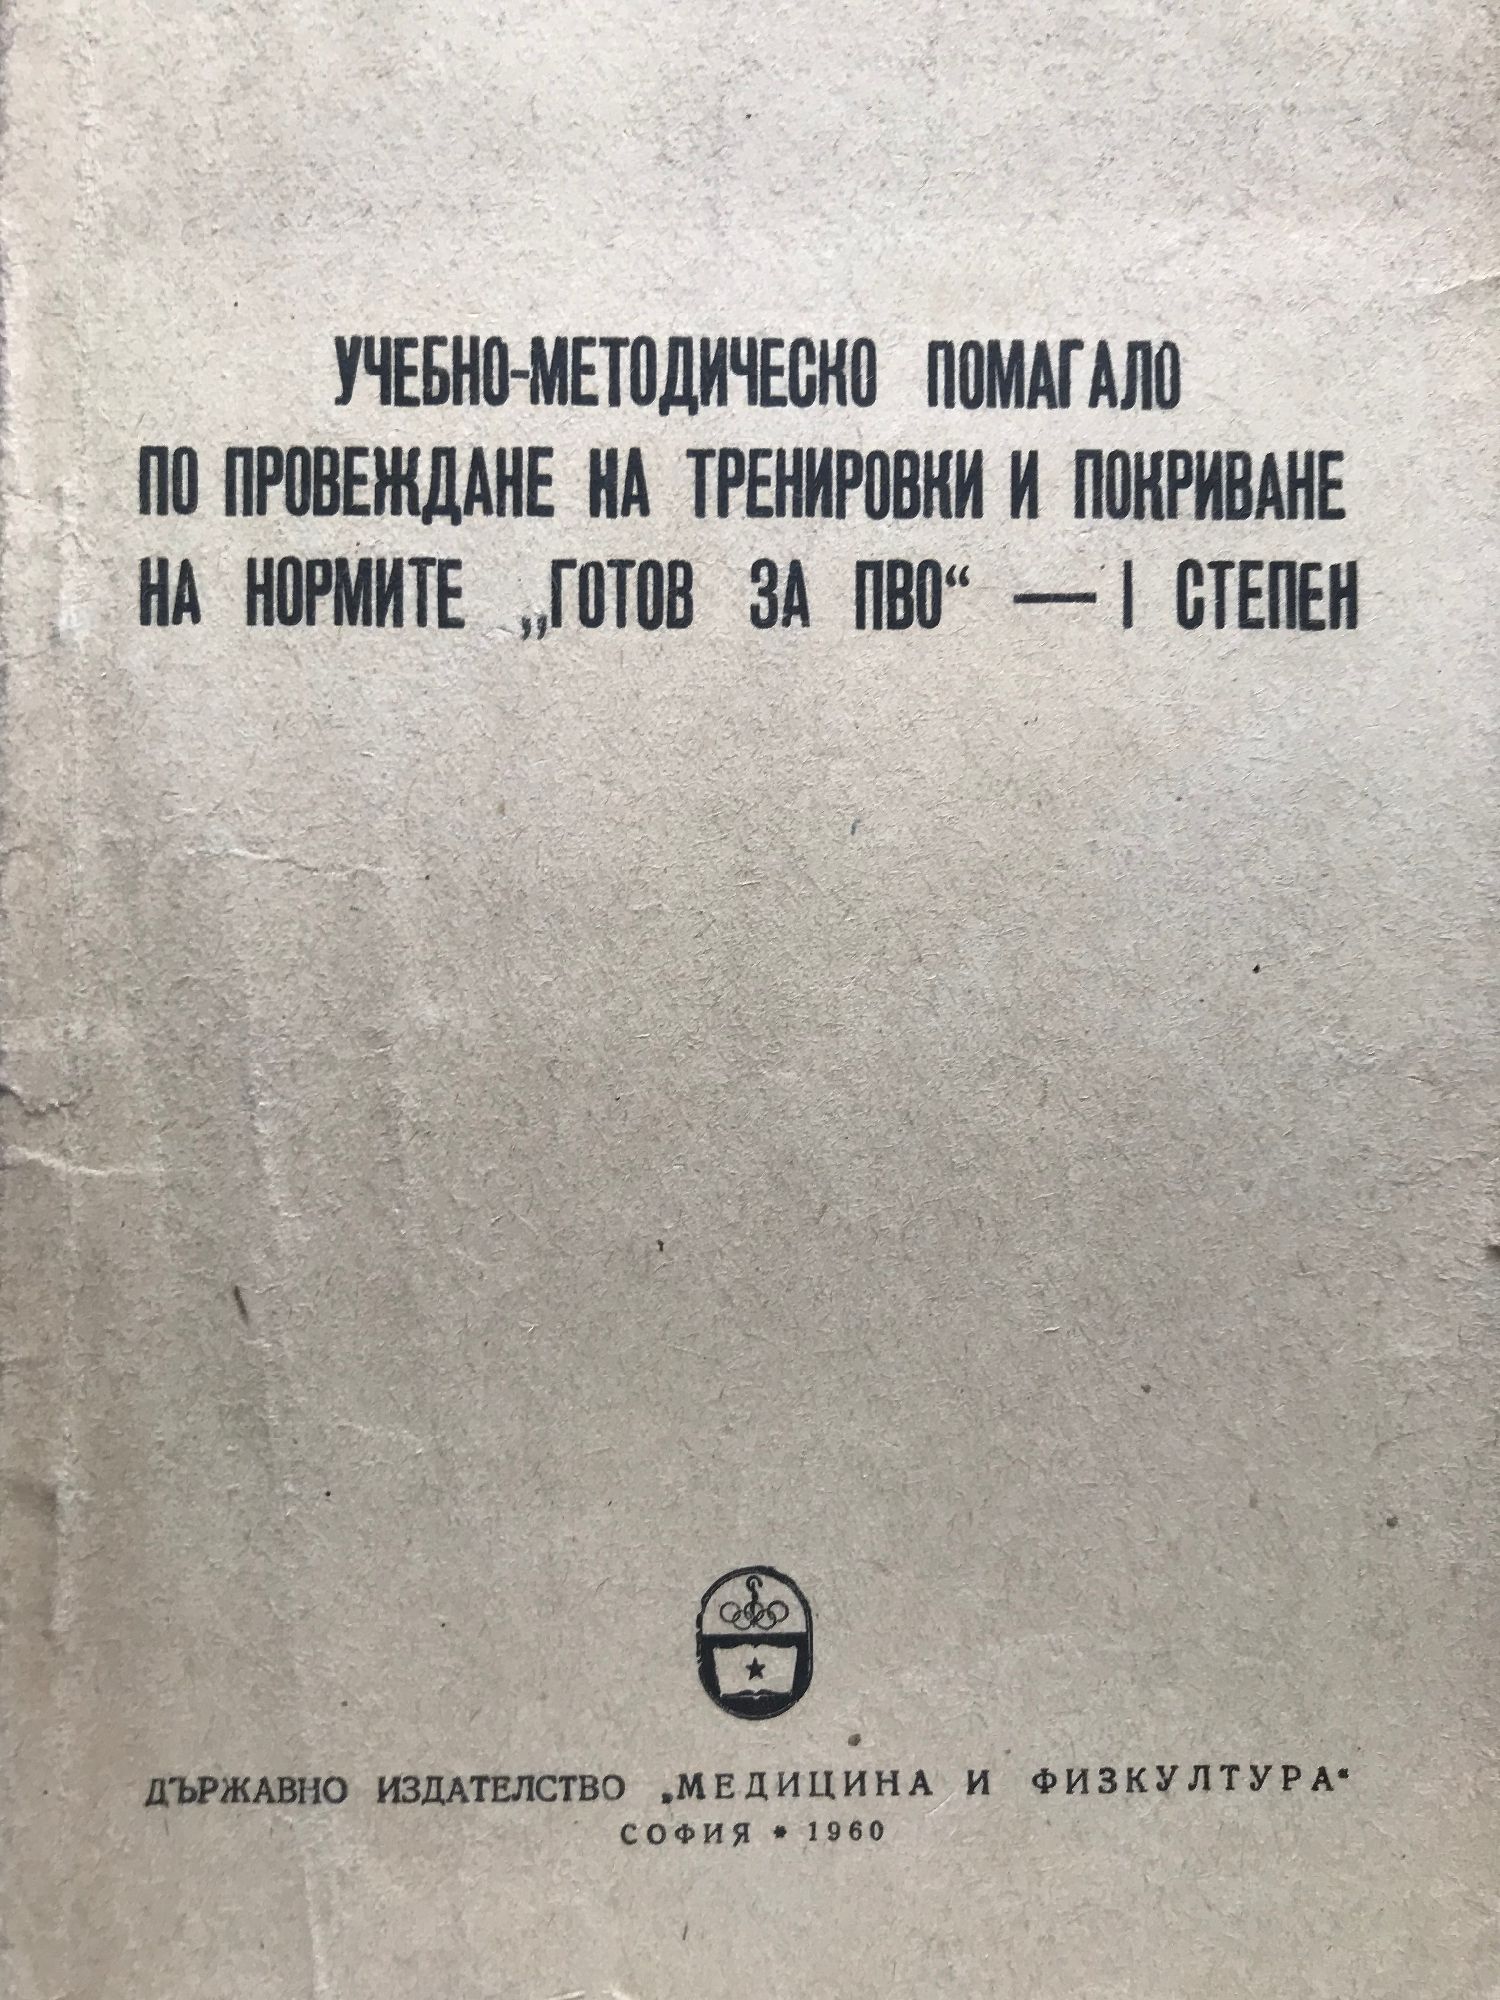 УЧЕБНО-МЕТОДИЧЕСКО ПОМАГАЛО
ПО ПРОВЕЖДАНЕ НА ТРЕНИРОВКИ И ПОКРИВАНЕ
НА НОРМИТЕ „ГОТОВ ЗА ПВО“ — I СТЕПЕН
ДЪРЖАВНО ИЗДАТЕЛСТВО „МЕДИЦИНА И ФИЗКУЛТУРА“
СОФИЯ * 1960